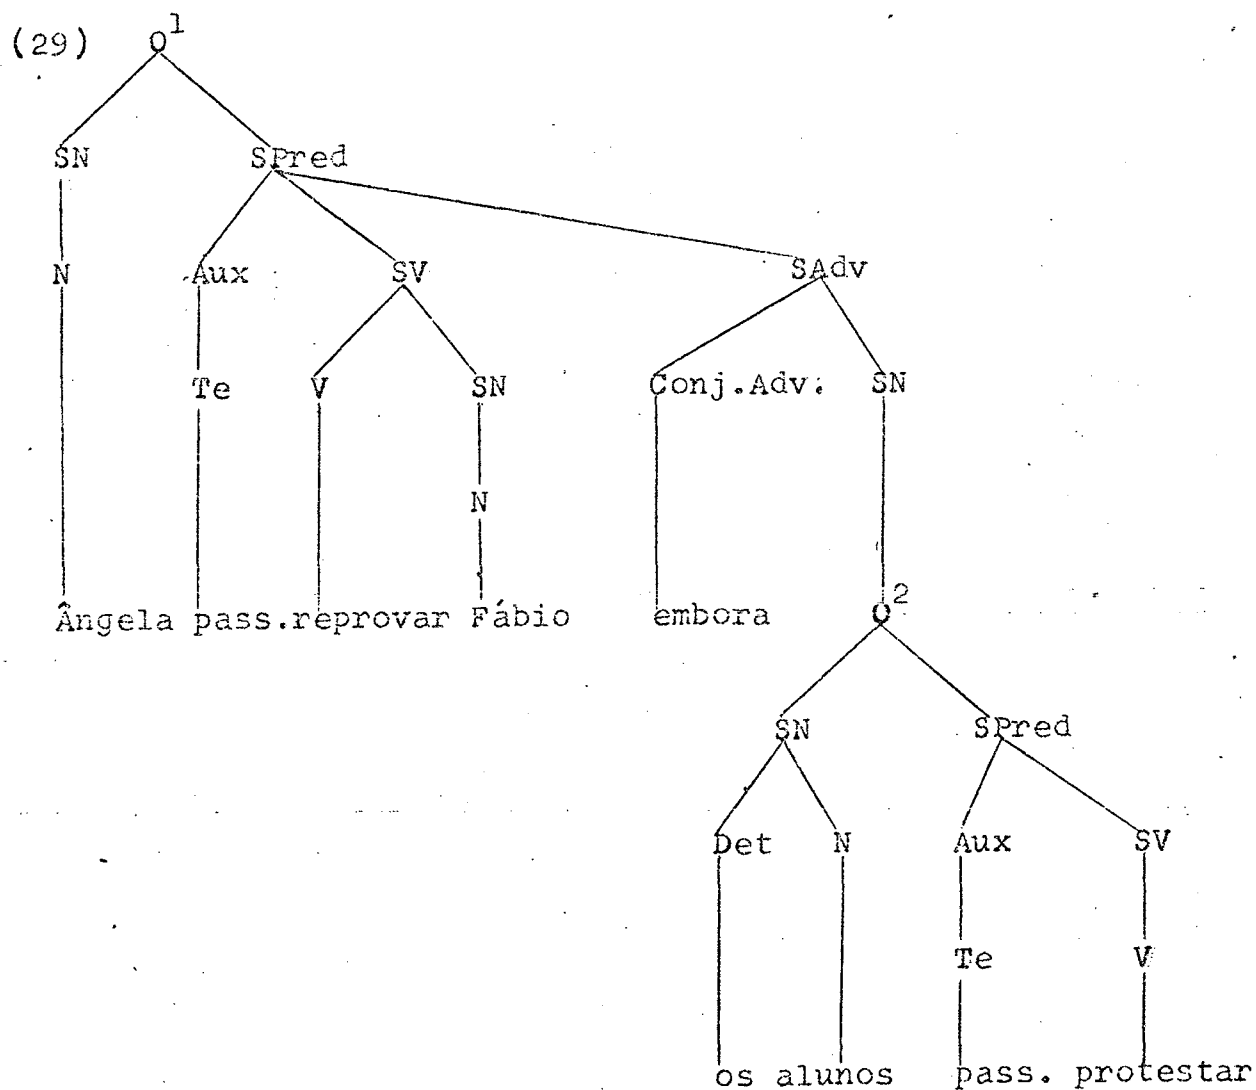 (29) O¹
SN SPred
N Aux SV SAdv
Te V SN Conj.Adv. SN
N
Ângela pass.reprovar Fábio embora O²
SN SPred
Det N Aux SV
Te V
os alunos pass. protestar